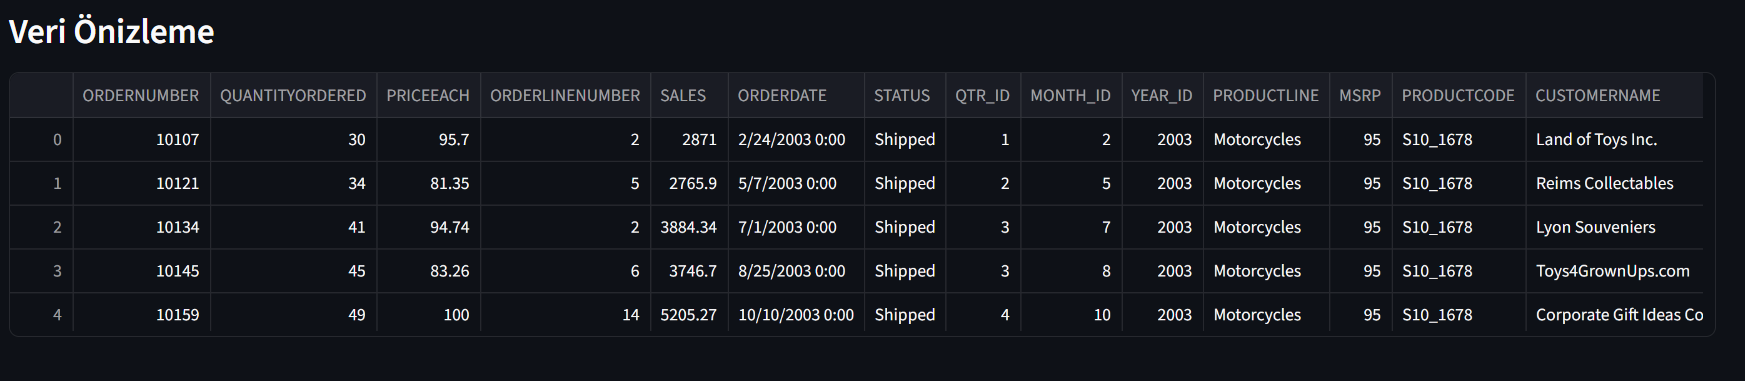 Veri Önizleme
ORDERNUMBER QUANTITYORDERED PRICEEACH ORDERLINENUMBER SALES ORDERDATE STATUS QTR_ID MONTH_ID YEAR_ID PRODUCTLINE MSRP PRODUCTCODE CUSTOMERNAME
0 10107 30 95.7 2 2871 2/24/2003 0:00 Shipped 1 2 2003 Motorcycles 95 S10_1678 Land of Toys Inc.
1 10121 34 81.35 5 2765.9 5/7/2003 0:00 Shipped 2 5 2003 Motorcycles 95 S10_1678 Reims Collectables
2 10134 41 94.74 2 3884.34 7/1/2003 0:00 Shipped 3 7 2003 Motorcycles 95 S10_1678 Lyon Souveniers
3 10145 45 83.26 6 3746.7 8/25/2003 0:00 Shipped 3 8 2003 Motorcycles 95 S10_1678 Toys4GrownUps.com
4 10159 49 100 14 5205.27 10/10/2003 0:00 Shipped 4 10 2003 Motorcycles 95 S10_1678 Corporate Gift Ideas Co